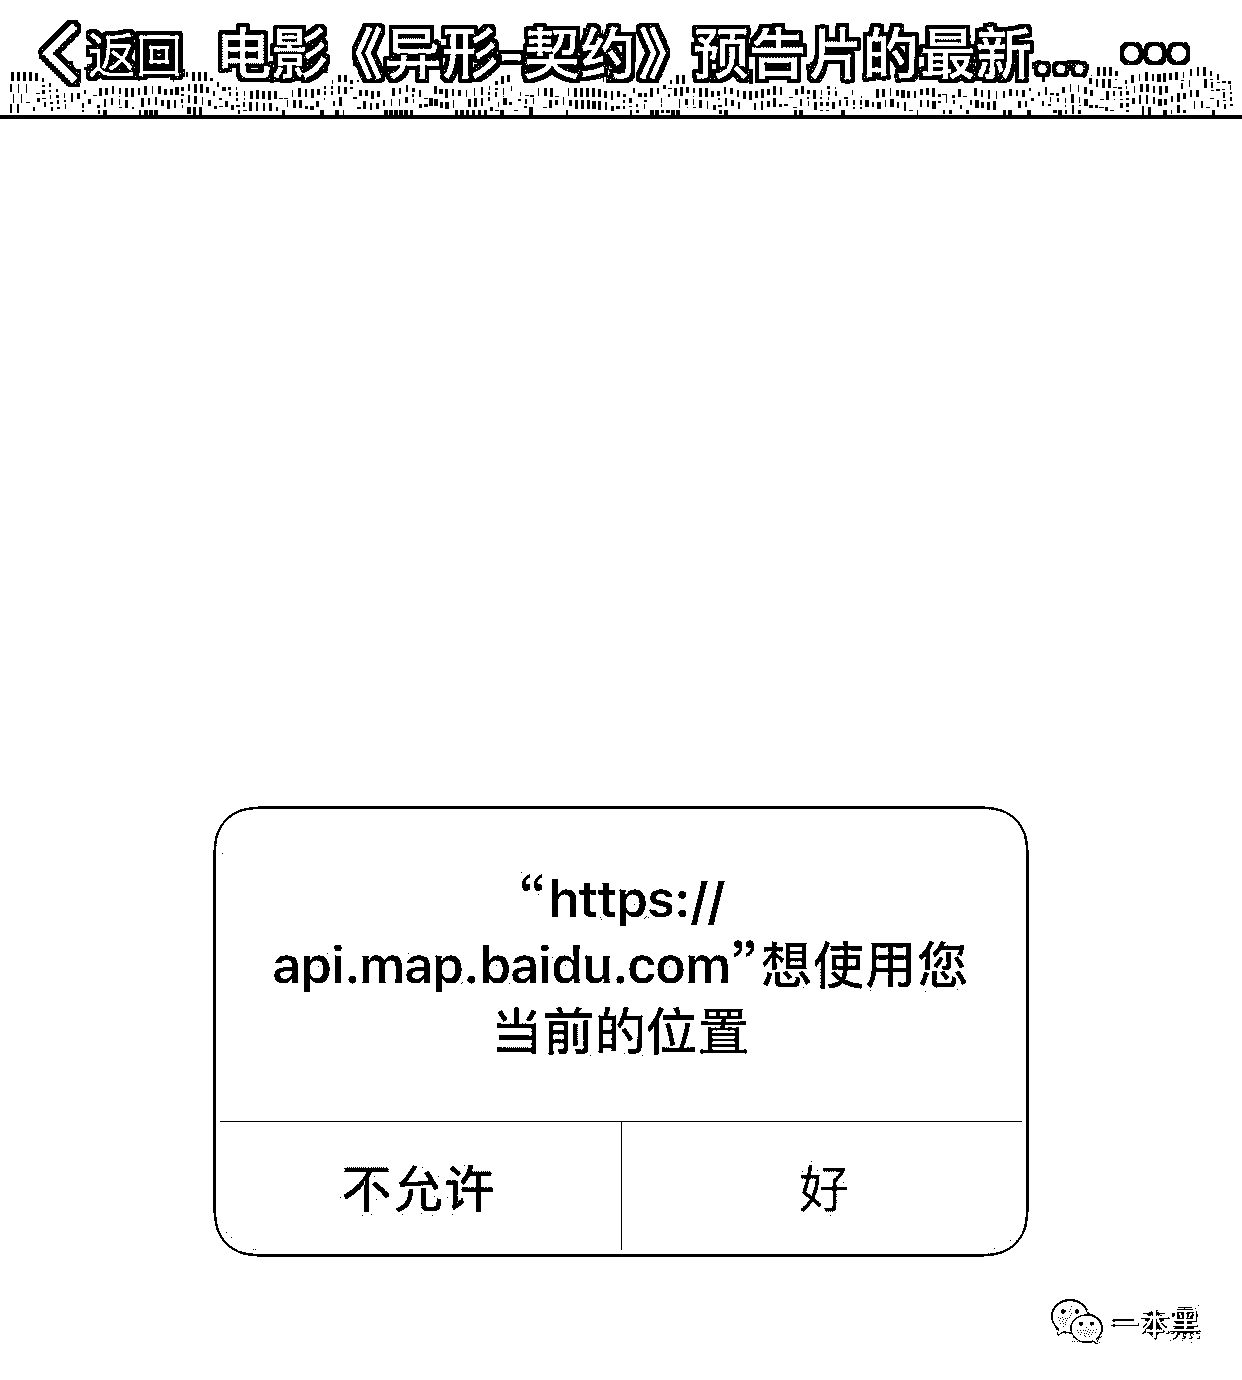 返回 电影《异形-契约》预告片的最新... ooo
“https://
api.map.baidu.com”想使用您
当前的位置
不允许 好
一本黑